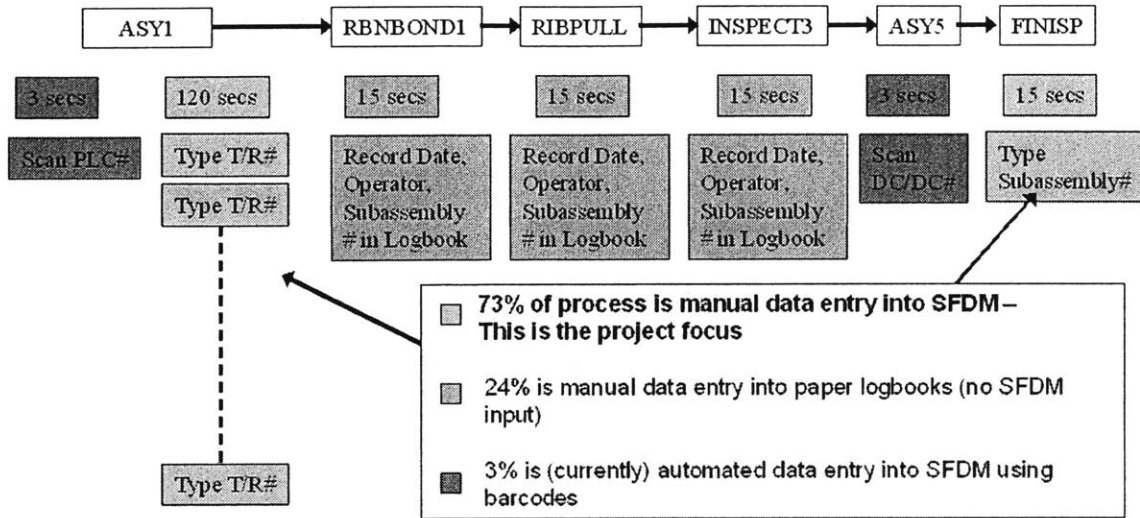 ASY1
RBNBOND1
RIBPULL
INSPECT3
ASY5
FINISP
3 secs
120 secs
15 secs
15 secs
15 secs
3 secs
15 secs
Scan PLC#
Type T/R#
Type T/R#
Type T/R#
Record Date,
Operator,
Subassembly
# in Logbook
Record Date,
Operator,
Subassembly
# in Logbook
Record Date,
Operator,
Subassembly
# in Logbook
Scan
DC/DC#
Type
Subassembly#
73% of process is manual data entry into SFDM –
This is the project focus
24% is manual data entry into paper logbooks (no SFDM
input)
3% is (currently) automated data entry into SFDM using
barcodes